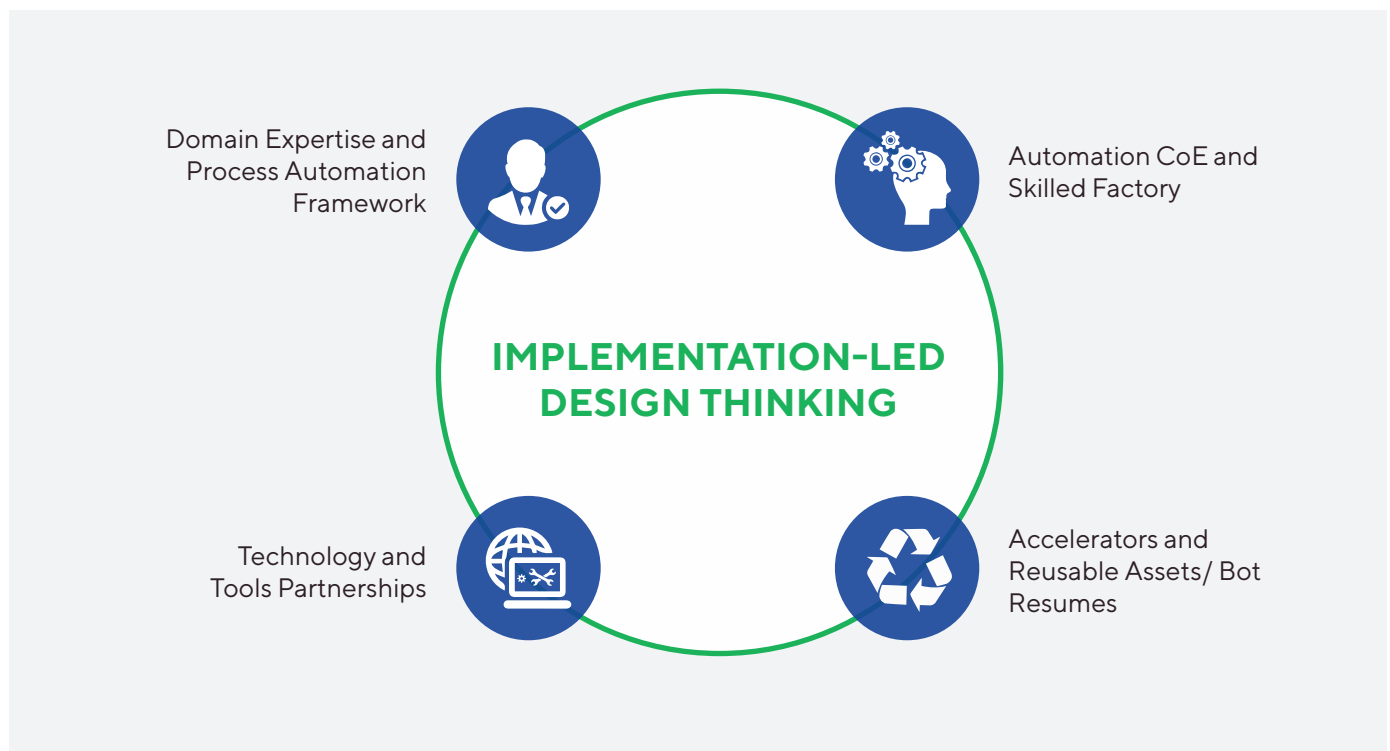 Domain Expertise and
Process Automation
Framework
Automation CoE and
Skilled Factory
IMPLEMENTATION-LED
DESIGN THINKING
Technology and
Tools Partnerships
Accelerators and
Reusable Assets/ Bot
Resumes